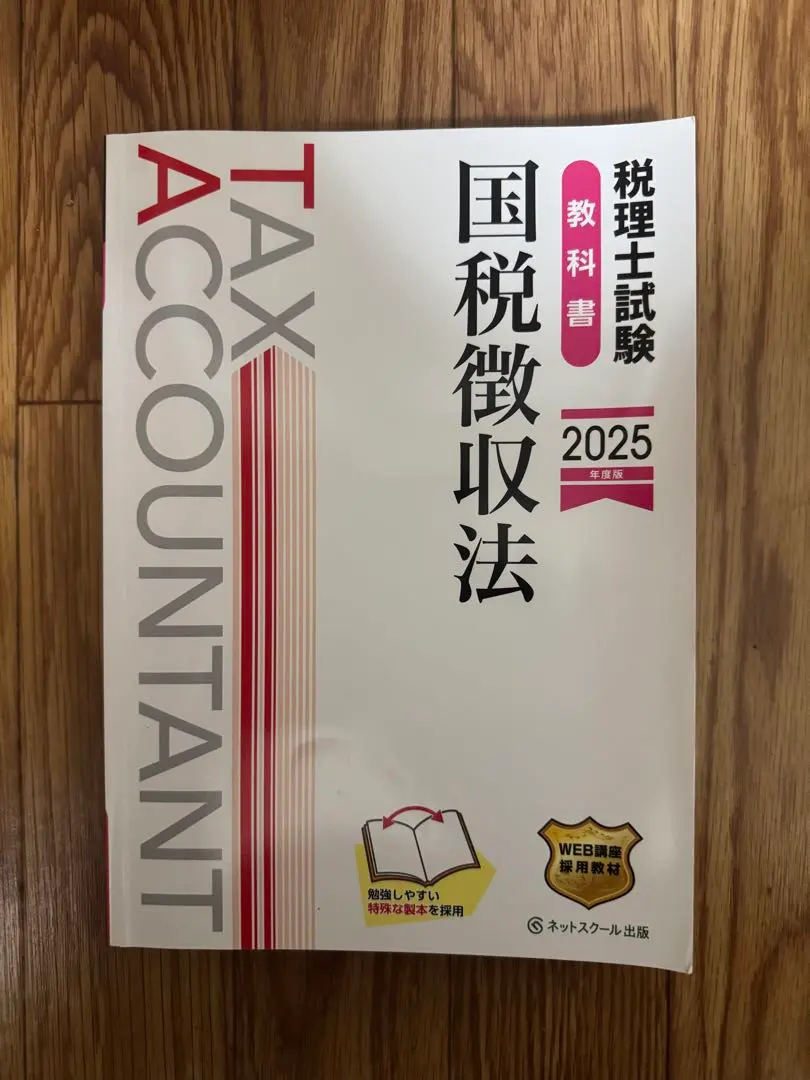 税理士試験
教科書
2025
年度版
国税徴収法
TAX
ACCOUNTANT
勉強しやすい
特殊な製本を採用
WEB講座
採用教材
ネットスクール出版